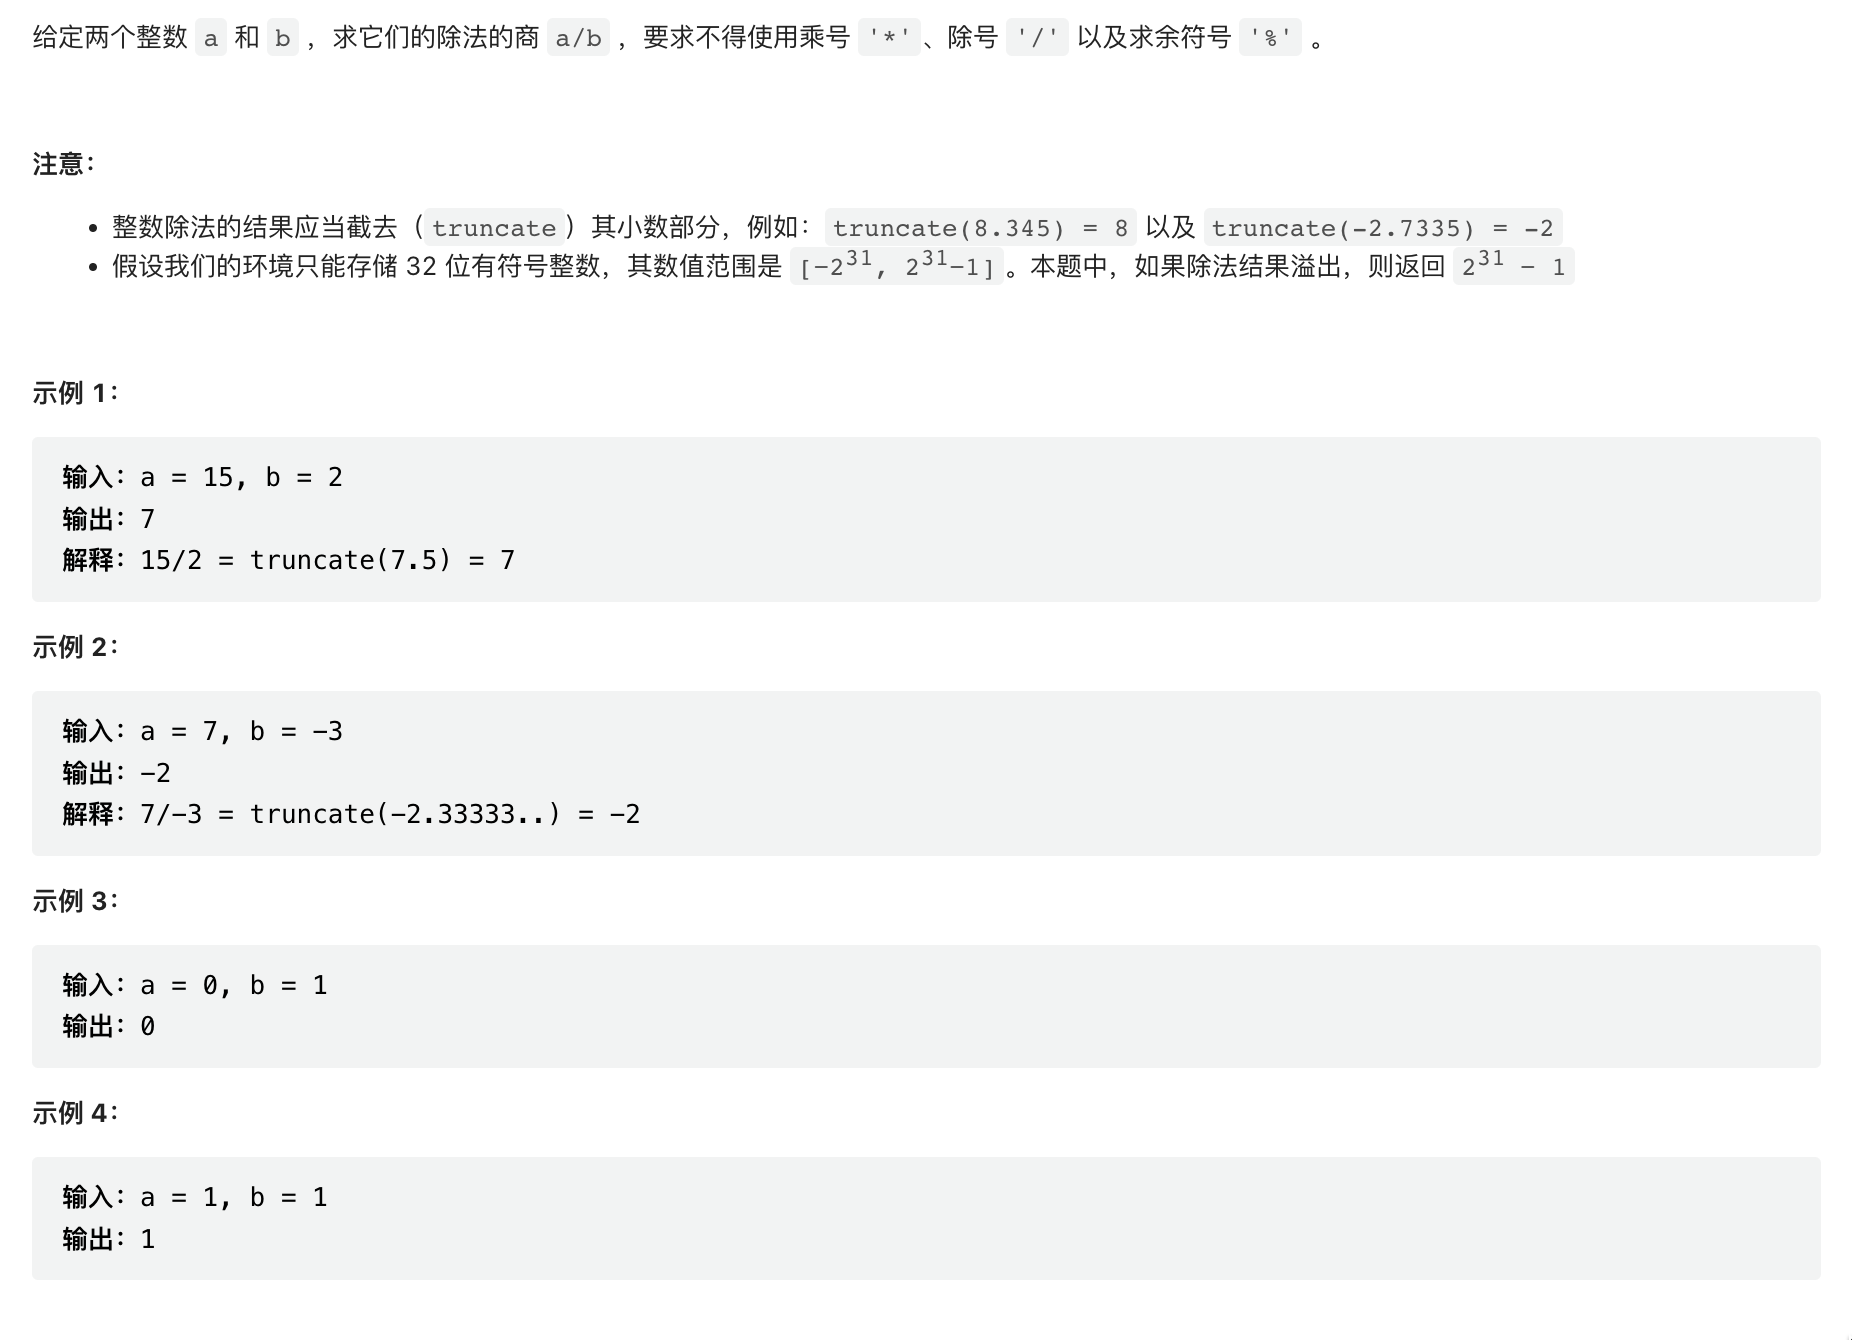 给定两个整数 a 和 b ，求它们的除法的商 a/b ，要求不得使用乘号 '*'、除号 '/' 以及求余符号 '%' 。
注意：
• 整数除法的结果应当截去（truncate）其小数部分，例如：truncate(8.345) = 8 以及 truncate(-2.7335) = -2
• 假设我们的环境只能存储 32 位有符号整数，其数值范围是 [−2³¹, 2³¹−1]。本题中，如果除法结果溢出，则返回 2³¹ − 1
示例 1：
输入：a = 15, b = 2
输出：7
解释：15/2 = truncate(7.5) = 7
示例 2：
输入：a = 7, b = -3
输出：-2
解释：7/-3 = truncate(-2.33333..) = -2
示例 3：
输入：a = 0, b = 1
输出：0
示例 4：
输入：a = 1, b = 1
输出：1